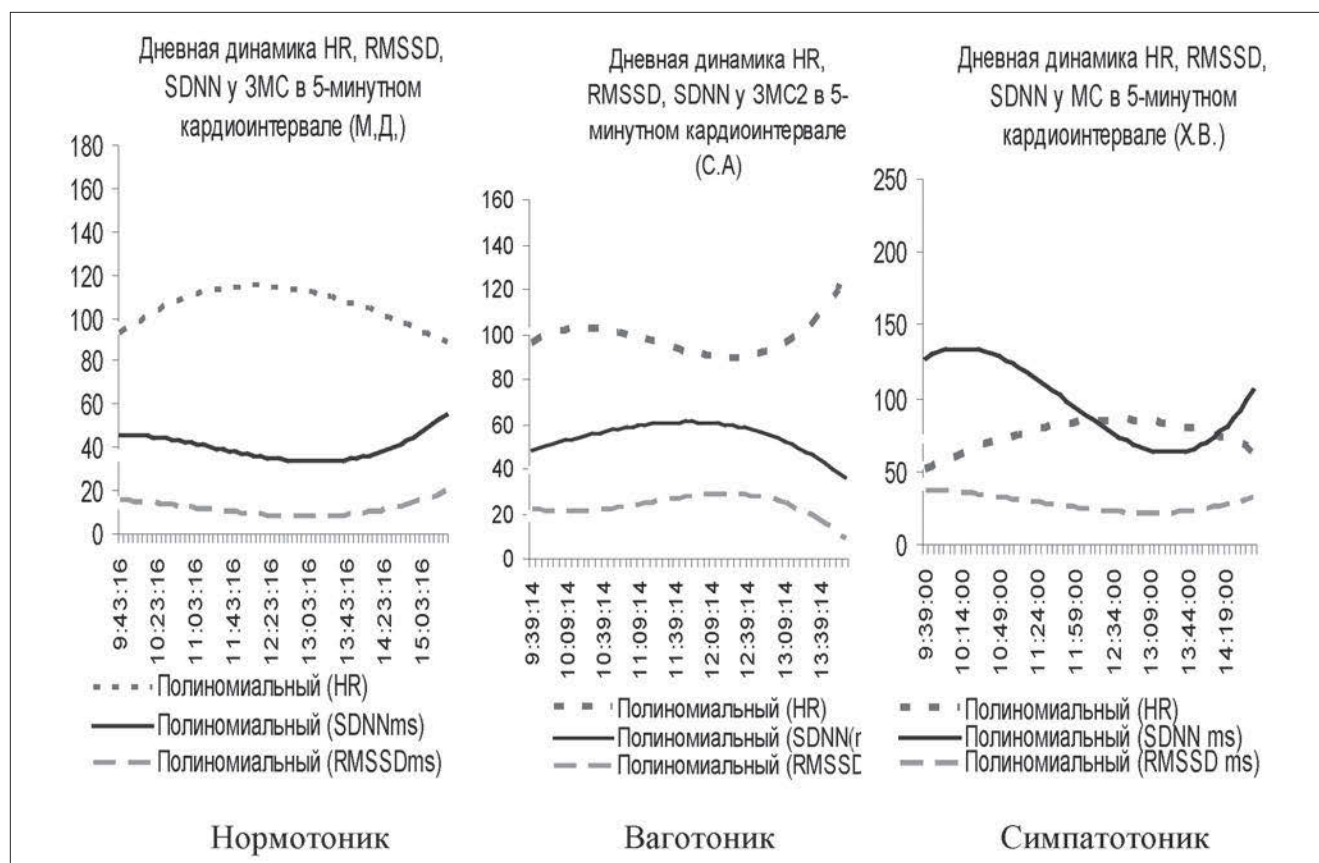 Дневная динамика HR, RMSSD,
SDNN у ЗМС в 5-минутном
кардиоинтервале (М,Д,)
180
160
140
120
100
80
60
40
20
0
9:43:16
10:23:16
11:03:16
11:43:16
12:23:16
13:03:16
13:43:16
14:23:16
15:03:16
Полиномиальный (HR)
Полиномиальный (SDNNms)
Полиномиальный (RMSSDms)
Нормотоник
Дневная динамика HR,
RMSSD, SDNN у ЗМС2 в 5-
минутном кардиоинтервале
(С.А)
160
140
120
100
80
60
40
20
0
9:39:14
10:09:14
10:39:14
11:09:14
11:39:14
12:09:14
12:39:14
13:09:14
13:39:14
Полиномиальный (HR)
Полиномиальный (SDNN(r
Полиномиальный (RMSSD
Ваготоник
Дневная динамика HR, RMSSD,
SDNN у МС в 5-минутном
кардиоинтервале (Х.В.)
250
200
150
100
50
0
9:39:00
10:14:00
10:49:00
11:24:00
11:59:00
12:34:00
13:09:00
13:44:00
14:19:00
Полиномиальный (HR)
Полиномиальный (SDNN ms)
Полиномиальный (RMSSD ms)
Симпатотоник